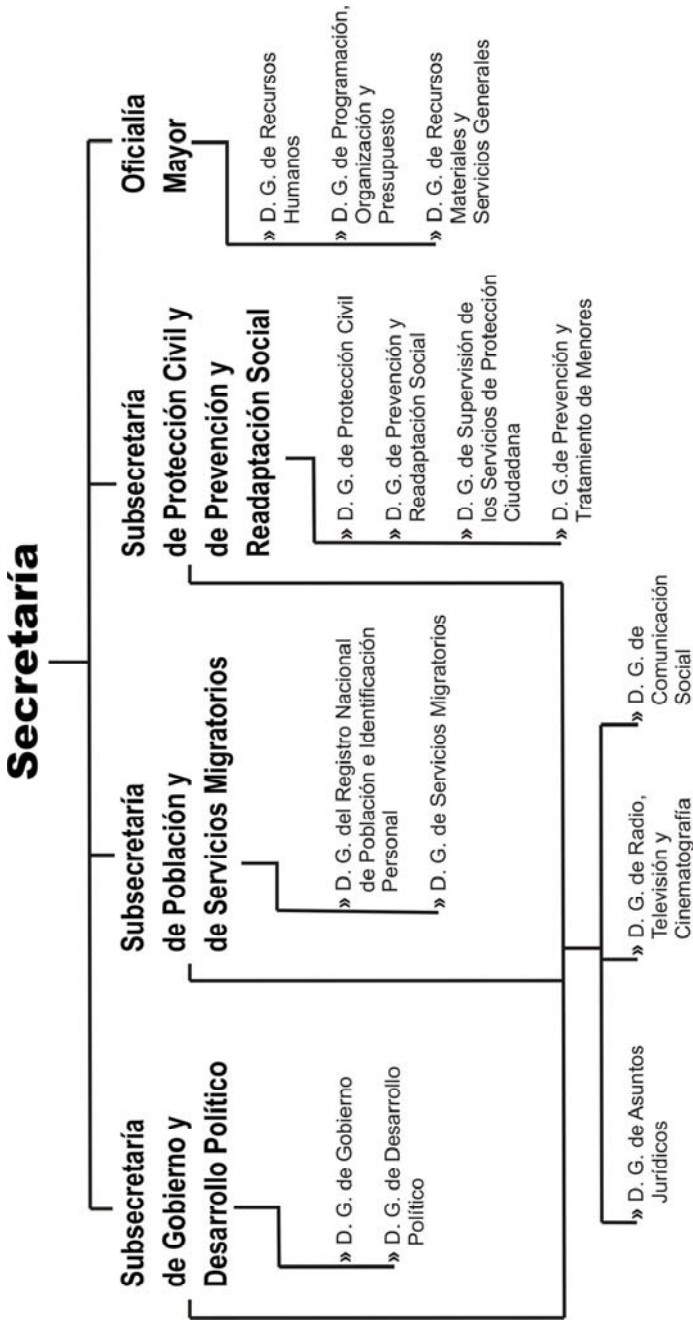 Secretaría
Subsecretaría
de Gobierno y
Desarrollo Político
» D. G. de Gobierno
» D. G. de Desarrollo
Político
Subsecretaría
de Población y
de Servicios Migratorios
» D. G. del Registro Nacional
de Población e Identificación
Personal
» D. G. de Servicios Migratorios
Subsecretaría
de Protección Civil y
de Prevención y
Readaptación Social
» D. G. de Protección Civil
» D. G. de Prevención y
Readaptación Social
» D. G. de Supervisión de
los Servicios de Protección
Ciudadana
» D. G.de Prevención y
Tratamiento de Menores
Oficialía
Mayor
» D. G. de Recursos
Humanos
» D. G. de Programación,
Organización y
Presupuesto
» D. G. de Recursos
Materiales y
Servicios Generales
» D. G. de Asuntos
Jurídicos
» D. G. de Radio,
Televisión y
Cinematografía
» D. G. de
Comunicación
Social